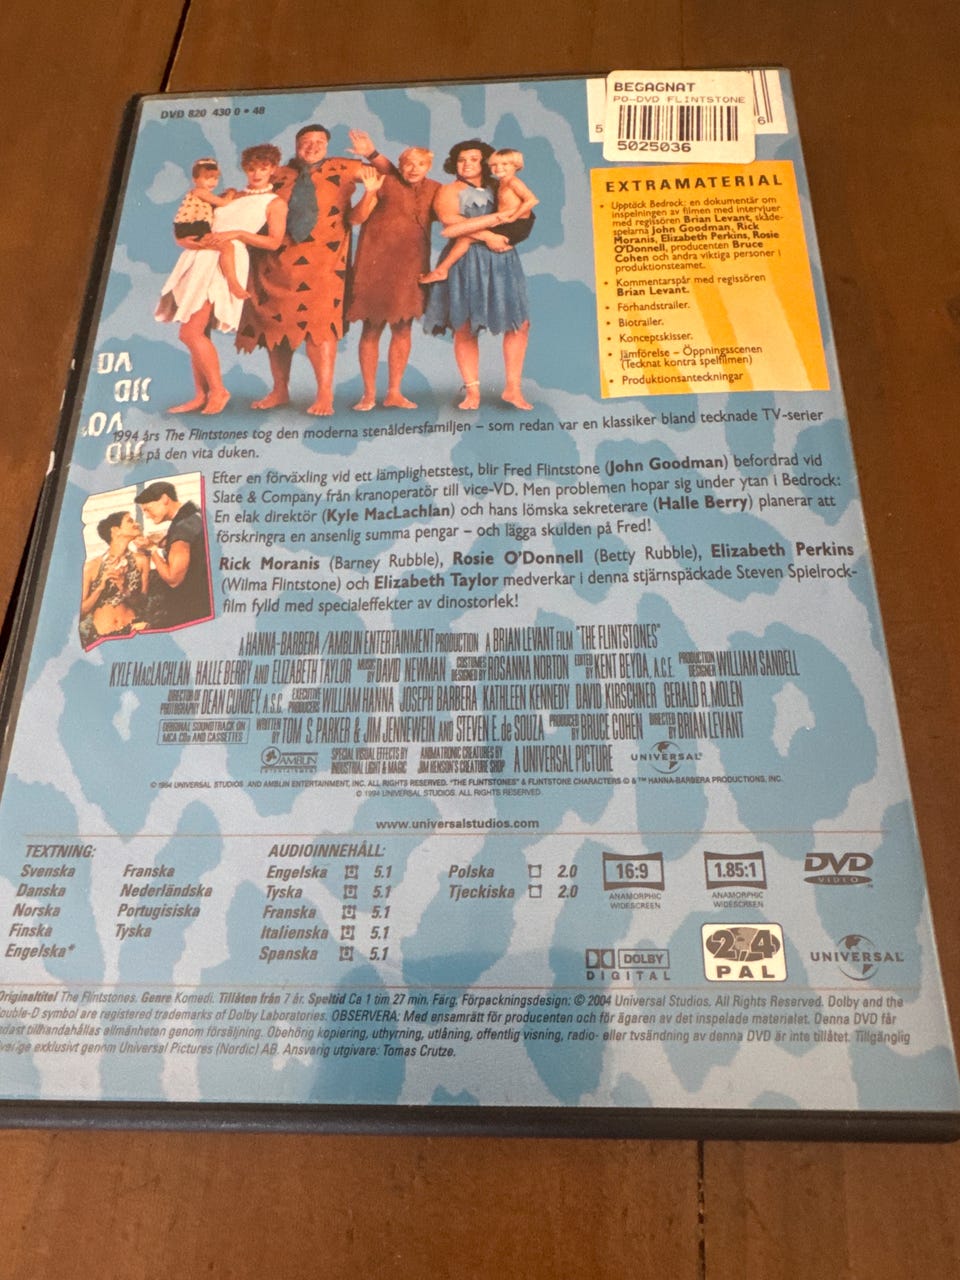 DVD 820 430 0 • 48
BEGAGNAT
PO-DVD FLINTSTONE
5025036
5
6
EXTRAMATERIAL
• Upptäck Bedrock: en dokumentär om
inspelningen av filmen med intervjuer
med regissören Brian Levant, skåde-
spelarna John Goodman, Rick
Moranis, Elizabeth Perkins, Rosie
O'Donnell, producenten Bruce
Cohen och andra viktiga personer i
produktionsteamet.
• Kommentarspår med regissören
Brian Levant.
• Förhandstrailer.
• Biotrailer.
• Konceptskisser.
• Jämförelse – Öppningsscenen
(Tecknat kontra spelfilmen)
• Produktionsanteckningar
1994 års The Flintstones tog den moderna stenåldersfamiljen – som redan var en klassiker bland tecknade TV-serier
på den vita duken.
Efter en förväxling vid ett lämplighetstest, blir Fred Flintstone (John Goodman) befordrad vid
Slate & Company från kranoperatör till vice-VD. Men problemen hopar sig under ytan i Bedrock:
En elak direktör (Kyle MacLachlan) och hans lömska sekreterare (Halle Berry) planerar att
förskringra en ansenlig summa pengar – och lägga skulden på Fred!
Rick Moranis (Barney Rubble), Rosie O'Donnell (Betty Rubble), Elizabeth Perkins
(Wilma Flintstone) och Elizabeth Taylor medverkar i denna stjärnspäckade Steven Spielrock-
film fylld med specialeffekter av dinostorlek!
A HANNA-BARBERA / AMBLIN ENTERTAINMENT PRODUCTION A BRIAN LEVANT FILM "THE FLINTSTONES"
KYLE MacLACHLAN, HALLE BERRY AND ELIZABETH TAYLOR MUSIC BY DAVID NEWMAN COSTUMES DESIGNED BY ROSANNA NORTON EDITED BY KENT BEYDA, A.C.E. PRODUCTION DESIGNER WILLIAM SANDELL
DIRECTOR OF PHOTOGRAPHY DEAN CUNDEY, A.S.C. EXECUTIVE PRODUCERS WILLIAM HANNA JOSEPH BARBERA KATHLEEN KENNEDY DAVID KIRSCHNER GERALD R. MOLEN
ORIGINAL SOUNDTRACK ON MCA CDs AND CASSETTES WRITTEN BY TOM S. PARKER & JIM JENNEWEIN AND STEVEN E. de SOUZA PRODUCED BY BRUCE COHEN DIRECTED BY BRIAN LEVANT
AMBLIN ENTERTAINMENT SPECIAL VISUAL EFFECTS BY INDUSTRIAL LIGHT & MAGIC ANIMATRONIC CREATURES BY JIM HENSON'S CREATURE SHOP A UNIVERSAL PICTURE UNIVERSAL
© 1994 UNIVERSAL STUDIOS AND AMBLIN ENTERTAINMENT, INC. ALL RIGHTS RESERVED. "THE FLINTSTONES" & FLINTSTONE CHARACTERS © & ™ HANNA-BARBERA PRODUCTIONS, INC.
© 1994 UNIVERSAL STUDIOS. ALL RIGHTS RESERVED.
www.universalstudios.com
TEXTNING:
Svenska Franska
Danska Nederländska
Norska Portugisiska
Finska Tyska
Engelska*
AUDIOINNEHÅLL:
Engelska 5.1 Polska 2.0
Tyska 5.1 Tjeckiska 2.0
Franska 5.1
Italienska 5.1
Spanska 5.1
16:9
ANAMORPHIC
WIDESCREEN
1.85:1
ANAMORPHIC
WIDESCREEN
DVD
VIDEO
DOLBY
DIGITAL
2 4
PAL
UNIVERSAL
Originaltitel The Flintstones. Genre Komedi. Tillåten från 7 år. Speltid Ca 1 tim 27 min, Färg. Förpackningsdesign: © 2004 Universal Studios. All Rights Reserved. Dolby and the
double-D symbol are registered trademarks of Dolby Laboratories. OBSERVERA: Med ensamrätt för producenten och för ägaren av det inspelade materialet. Denna DVD får
endast tillhandahållas allmänheten genom försäljning. Obehörig kopiering, uthyrning, utlåning, offentlig visning, radio- eller tvsändning av denna DVD är inte tillåtet. Tillgänglig
Sverige exklusivt genom Universal Pictures (Nordic) AB. Ansvarig utgivare: Tomas Crutze.